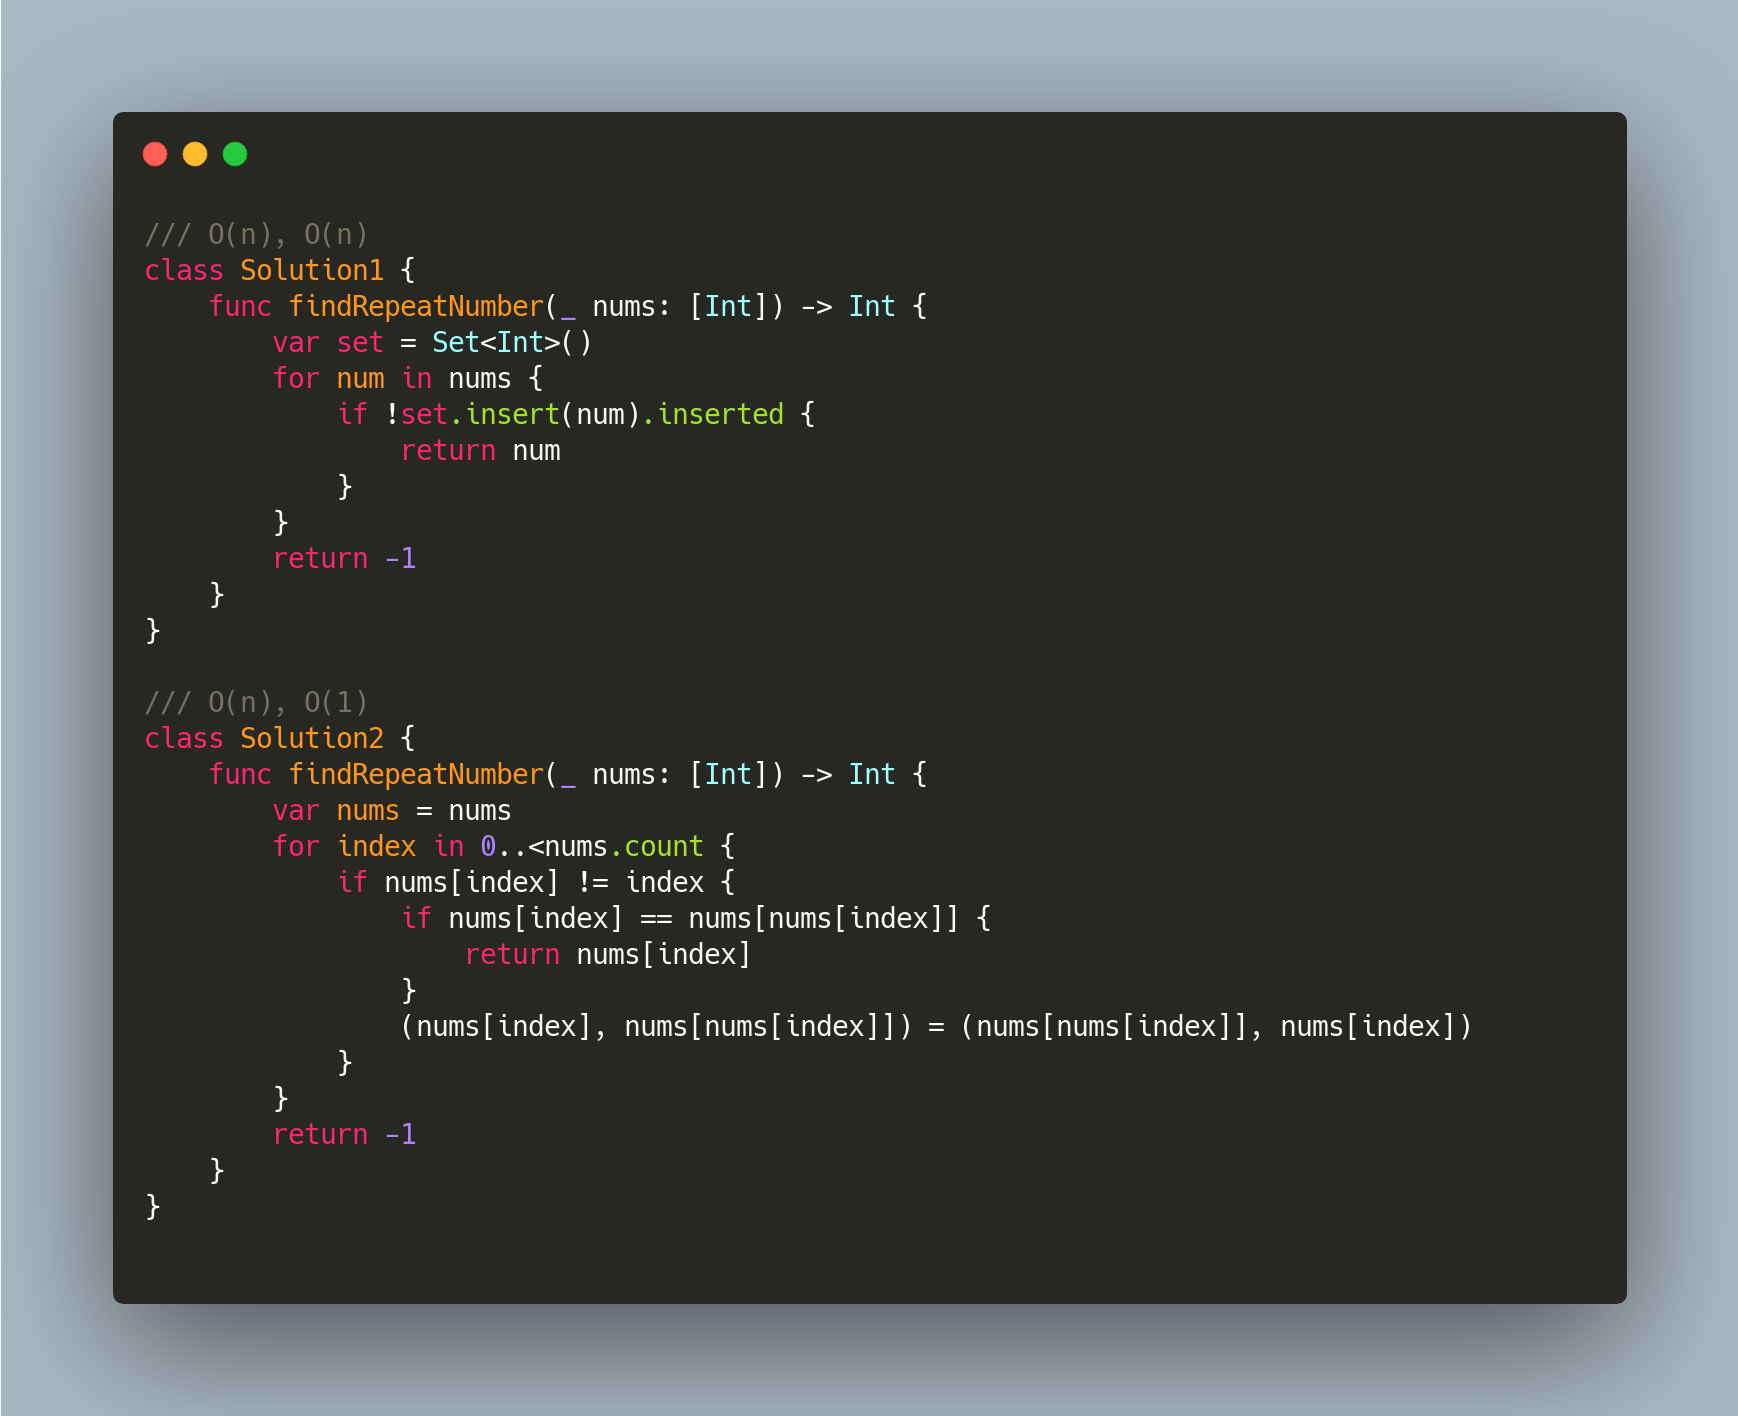 /// O(n), O(n)
class Solution1 {
    func findRepeatNumber(_ nums: [Int]) -> Int {
        var set = Set<Int>()
        for num in nums {
            if !set.insert(num).inserted {
                return num
            }
        }
        return -1
    }
}

/// O(n), O(1)
class Solution2 {
    func findRepeatNumber(_ nums: [Int]) -> Int {
        var nums = nums
        for index in 0..<nums.count {
            if nums[index] != index {
                if nums[index] == nums[nums[index]] {
                    return nums[index]
                }
                (nums[index], nums[nums[index]]) = (nums[nums[index]], nums[index])
            }
        }
        return -1
    }
}